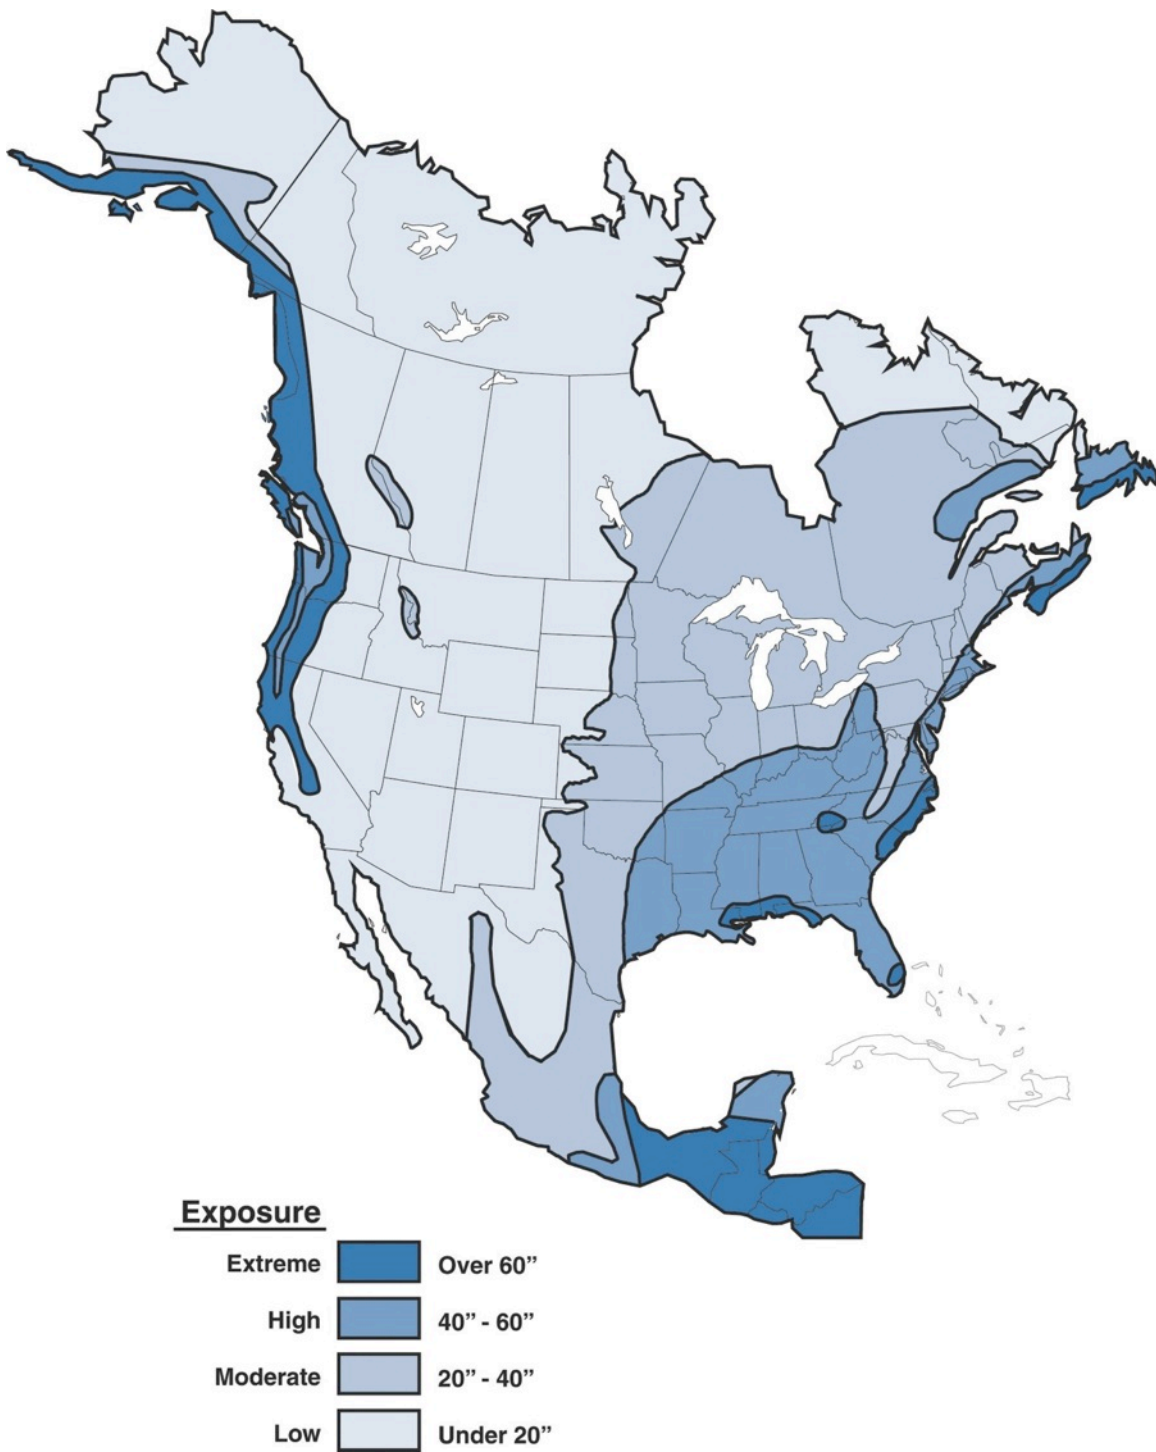 Exposure
Extreme Over 60”
High 40” - 60”
Moderate 20” - 40”
Low Under 20”